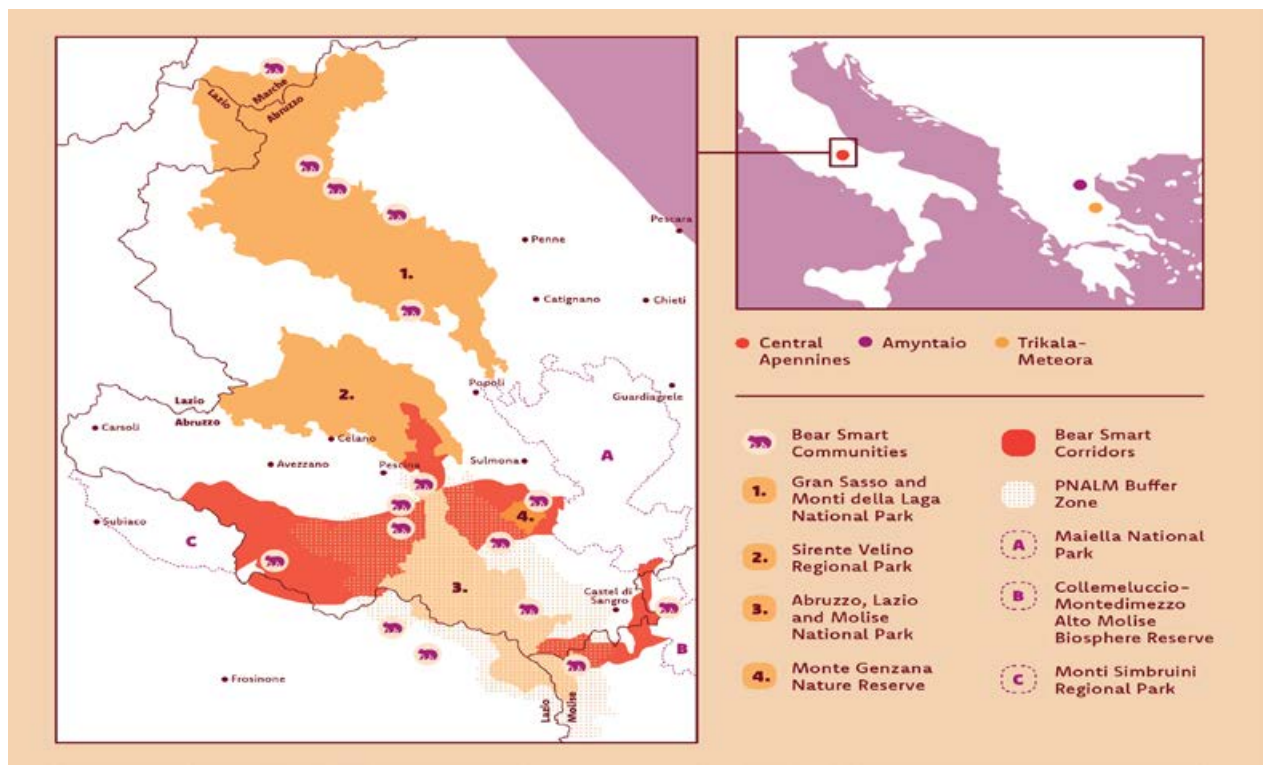 Lazio
Marche
Abruzzo
Pescara
Penne
1.
Catignano
Chieti
Popoli
Guardiagrele
Lazio
Abruzzo
2.
Carsoli
Celano
Avezzano
Pescina
Sulmona
A
Subiaco
C
4.
3.
Castel di
Sangro
B
Frosinone
Lazio
Molise
Central
Apennines
Amyntaio
Trikala-
Meteora
Bear Smart
Communities
1.
Gran Sasso and
Monti della Laga
National Park
2.
Sirente Velino
Regional Park
3.
Abruzzo, Lazio
and Molise
National Park
4.
Monte Genzana
Nature Reserve
Bear Smart
Corridors
PNALM Buffer
Zone
A
Maiella National
Park
B
Collemeluccio-
Montedimezzo
Alto Molise
Biosphere Reserve
C
Monti Simbruini
Regional Park